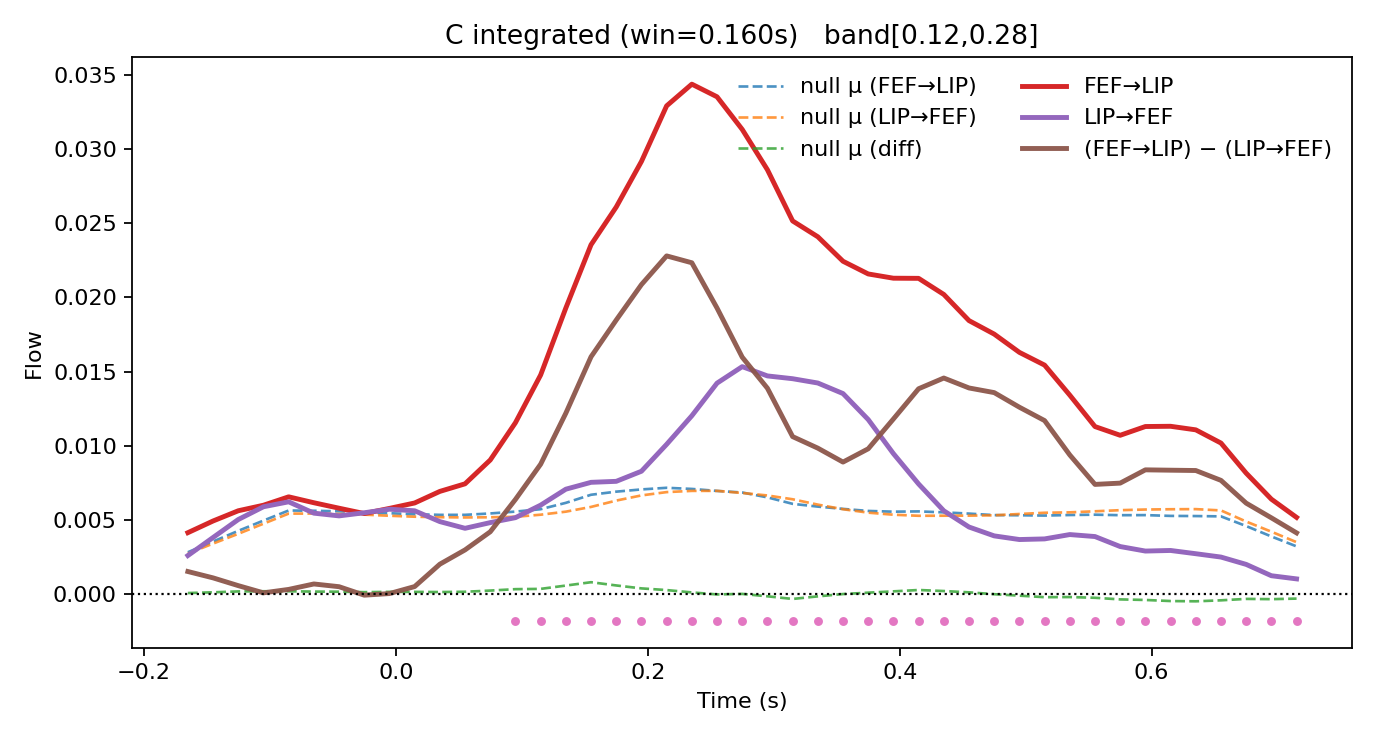 C integrated (win=0.160s)   band[0.12,0.28]
null μ (FEF→LIP)
null μ (LIP→FEF)
null μ (diff)
FEF→LIP
LIP→FEF
(FEF→LIP) − (LIP→FEF)
Flow
0.035
0.030
0.025
0.020
0.015
0.010
0.005
0.000
−0.2
0.0
0.2
0.4
0.6
Time (s)